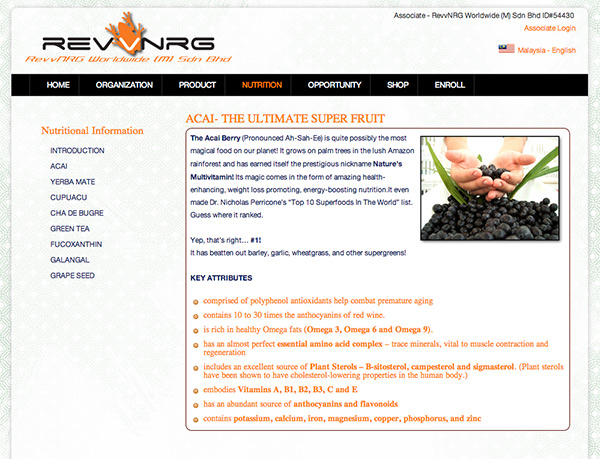 Associate - RevvNRG Worldwide (M) Sdn Bhd ID#54430
Associate Login
REVVNRG
RevvNRG Worldwide (M) Sdn Bhd
Malaysia - English
HOME ORGANIZATION PRODUCT NUTRITION OPPORTUNITY SHOP ENROLL
Nutritional Information
INTRODUCTION
ACAI
YERBA MATE
CUPUACU
CHA DE BUGRE
GREEN TEA
FUCOXANTHIN
GALANGAL
GRAPE SEED
ACAI- THE ULTIMATE SUPER FRUIT
The Acai Berry (Pronounced Ah-Sah-Ee) is quite possibly the most
magical food on our planet! It grows on palm trees in the lush Amazon
rainforest and has earned itself the prestigious nickname Nature's
Multivitamin! Its magic comes in the form of amazing health-
enhancing, weight loss promoting, energy-boosting nutrition.It even
made Dr. Nicholas Perricone's "Top 10 Superfoods In The World" list.
Guess where it ranked.
Yep, that's right… #1!
It has beatten out barley, garlic, wheatgrass, and other supergreens!
KEY ATTRIBUTES
comprised of polyphenol antioxidants help combat premature aging
contains 10 to 30 times the anthocyanins of red wine.
is rich in healthy Omega fats (Omega 3, Omega 6 and Omega 9).
has an almost perfect essential amino acid complex – trace minerals, vital to muscle contraction and
regeneration
includes an excellent source of Plant Sterols – B-sitosterol, campesterol and sigmasterol. (Plant sterols
have been shown to have cholesterol-lowering properties in the human body.)
embodies Vitamins A, B1, B2, B3, C and E
has an abundant source of anthocyanins and flavonoids
contains potassium, calcium, iron, magnesium, copper, phosphorus, and zinc